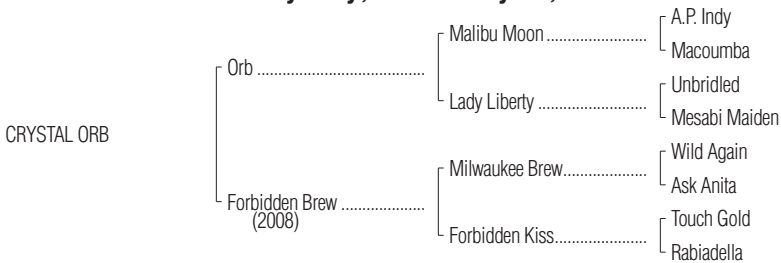 A.P. Indy
Malibu Moon
Macoumba
Orb
Unbridled
Lady Liberty
Mesabi Maiden
CRYSTAL ORB
Wild Again
Milwaukee Brew
Ask Anita
Forbidden Brew
(2008)
Touch Gold
Forbidden Kiss
Rabiadella